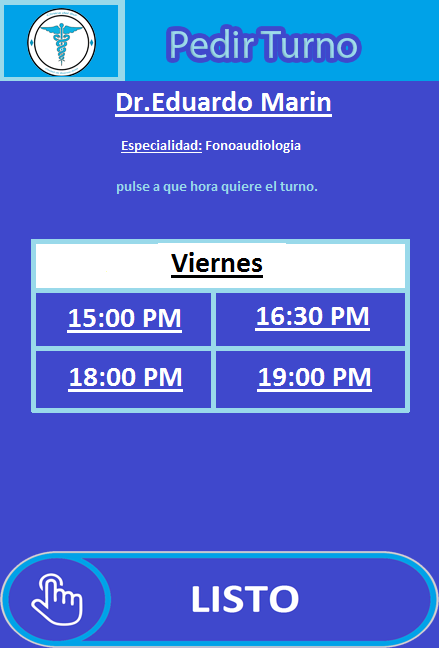 Pedir Turno
Dr.Eduardo Marin
Especialidad: Fonoaudiologia
pulse a que hora quiere el turno.
Viernes
15:00 PM 16:30 PM
18:00 PM 19:00 PM
LISTO